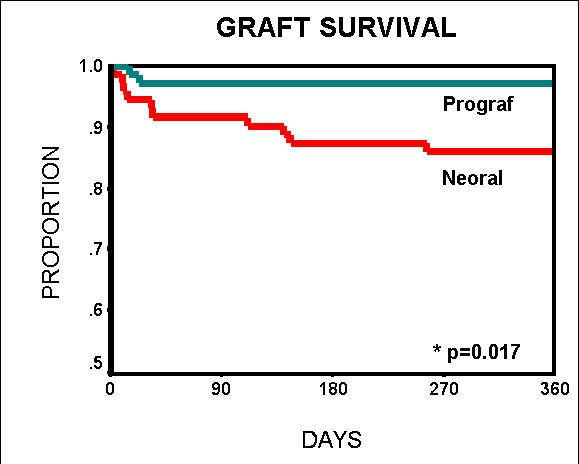 GRAFT SURVIVAL
1.0
Prograf
.9
Neoral
.8
.7
.6
* p=0.017
.5
0 90 180 270 360
PROPORTION
DAYS